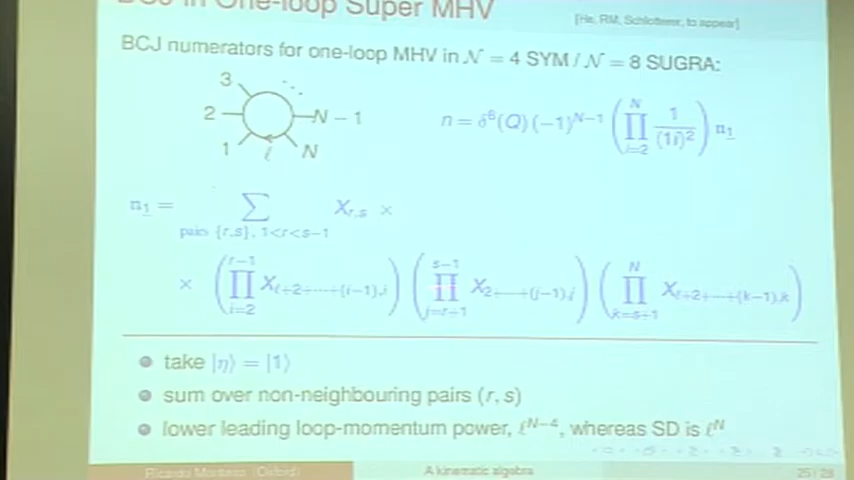 BCJ in One-loop Super MHV
[He, RM, Schlotterer, to appear]
BCJ numerators for one-loop MHV in 𝒩 = 4 SYM / 𝒩 = 8 SUGRA:
3
2
1
ℓ
N
N − 1
n = δ⁸(Q) (−1)^{N−1} ( ∏_{i=2}^{N} 1/⟨1i⟩² ) n_1
n_1 = ∑_{pairs {r,s}, 1<r<s−1} X_{r,s} ×
× ( ∏_{i=2}^{r−1} X_{ℓ+2+···+(i−1),i} ) ( ∏_{j=r+1}^{s−1} X_{2+···+(j−1),j} ) ( ∏_{k=s+1}^{N} X_{ℓ+2+···+(k−1),k} )
take |η⟩ = |1⟩
sum over non-neighbouring pairs (r, s)
lower leading loop-momentum power, ℓ^{N−4}, whereas SD is ℓ^N
Ricardo Monteiro (Oxford)
A kinematic algebra
25 / 28